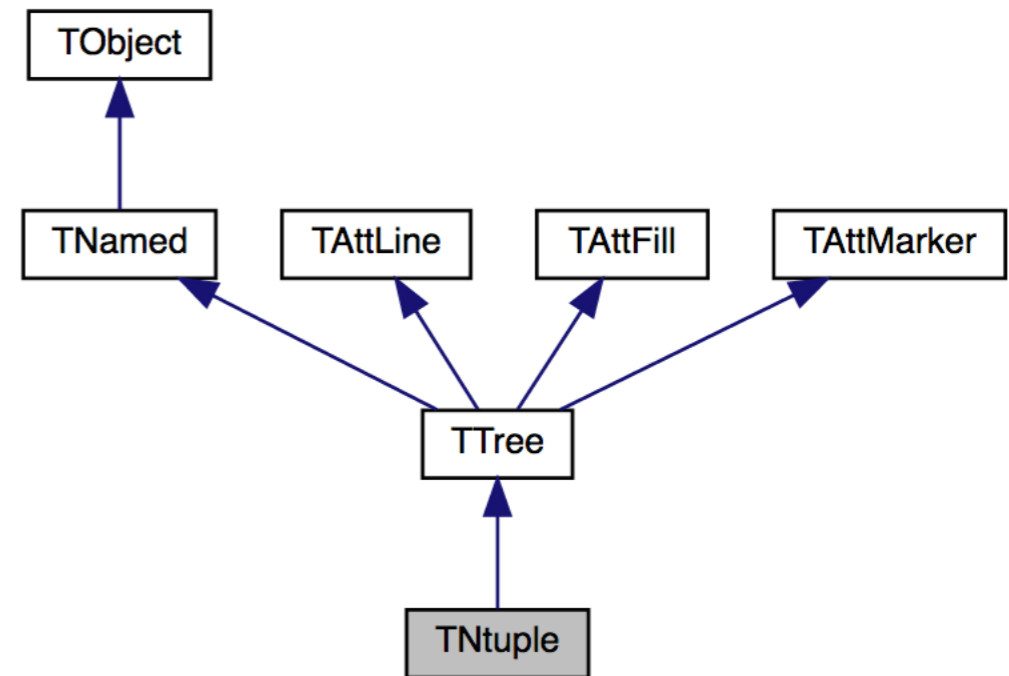 TObject
TNamed
TAttLine
TAttFill
TAttMarker
TTree
TNtuple